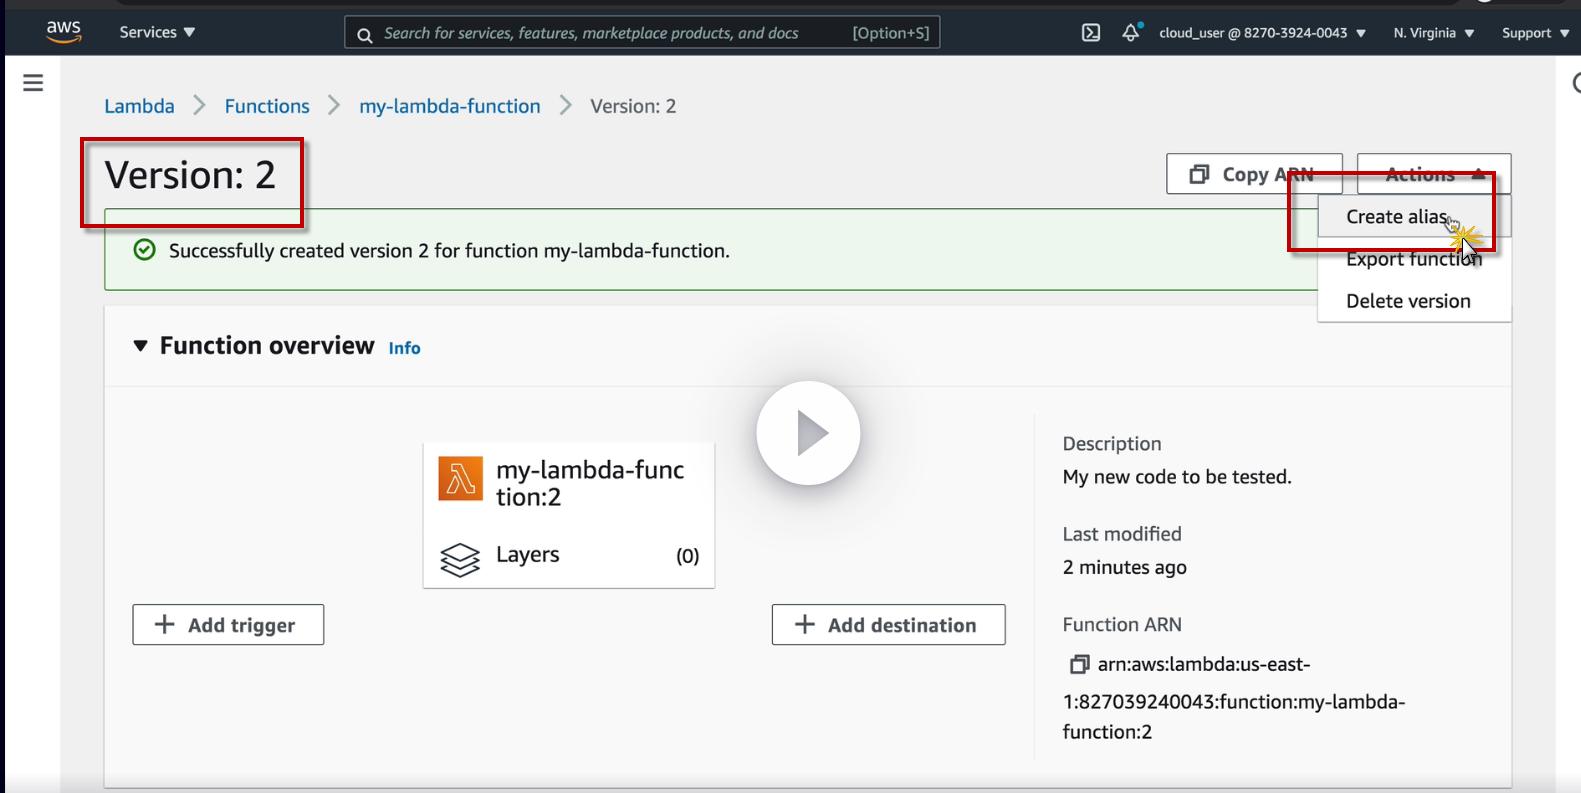 aws
Services ▼
Search for services, features, marketplace products, and docs [Option+S]
cloud_user @ 8270-3924-0043 ▼
N. Virginia ▼
Support ▼
Lambda > Functions > my-lambda-function > Version: 2
Version: 2
Copy ARN
Actions ▲
Create alias
Export function
Delete version
Successfully created version 2 for function my-lambda-function.
▼ Function overview Info
my-lambda-func
tion:2
Layers (0)
+ Add trigger
+ Add destination
Description
My new code to be tested.
Last modified
2 minutes ago
Function ARN
arn:aws:lambda:us-east-
1:827039240043:function:my-lambda-
function:2